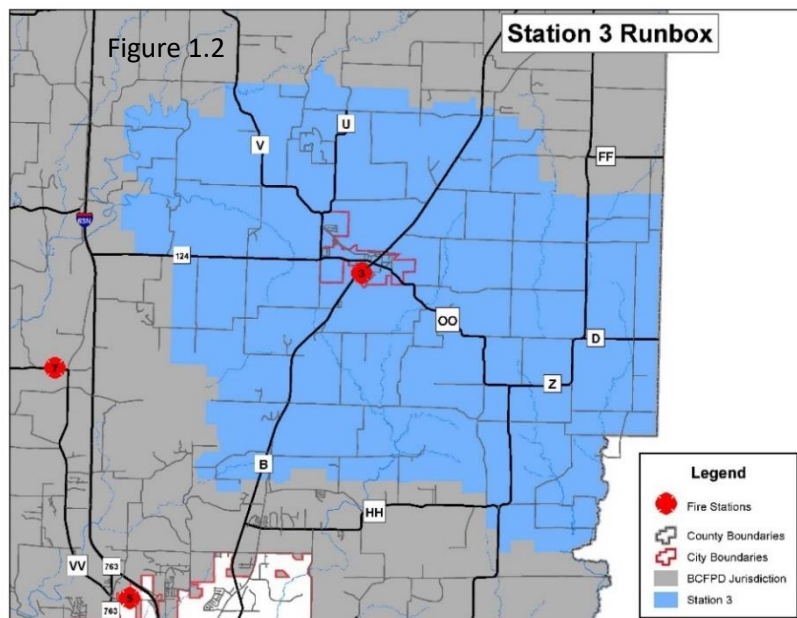 Figure 1.2
Station 3 Runbox
U
V
FF
124
3
OO
D
7
Z
B
HH
VV
763
5
763
Legend
Fire Stations
County Boundaries
City Boundaries
BCFPD Jurisdiction
Station 3